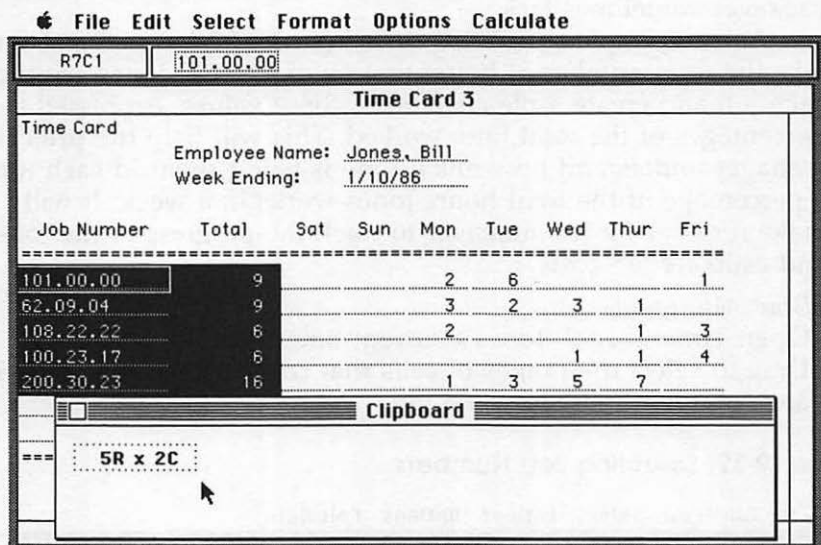 File Edit Select Format Options Calculate
R7C1 101.00.00
Time Card 3
Time Card
Employee Name: Jones, Bill
Week Ending: 1/10/86
Job Number Total Sat Sun Mon Tue Wed Thur Fri
101.00.00 9 2 6 1
62.09.04 9 3 2 3 1
108.22.22 6 2 1 3
100.23.17 6 1 1 4
200.30.23 16 1 3 5 7
Clipboard
===
5R x 2C